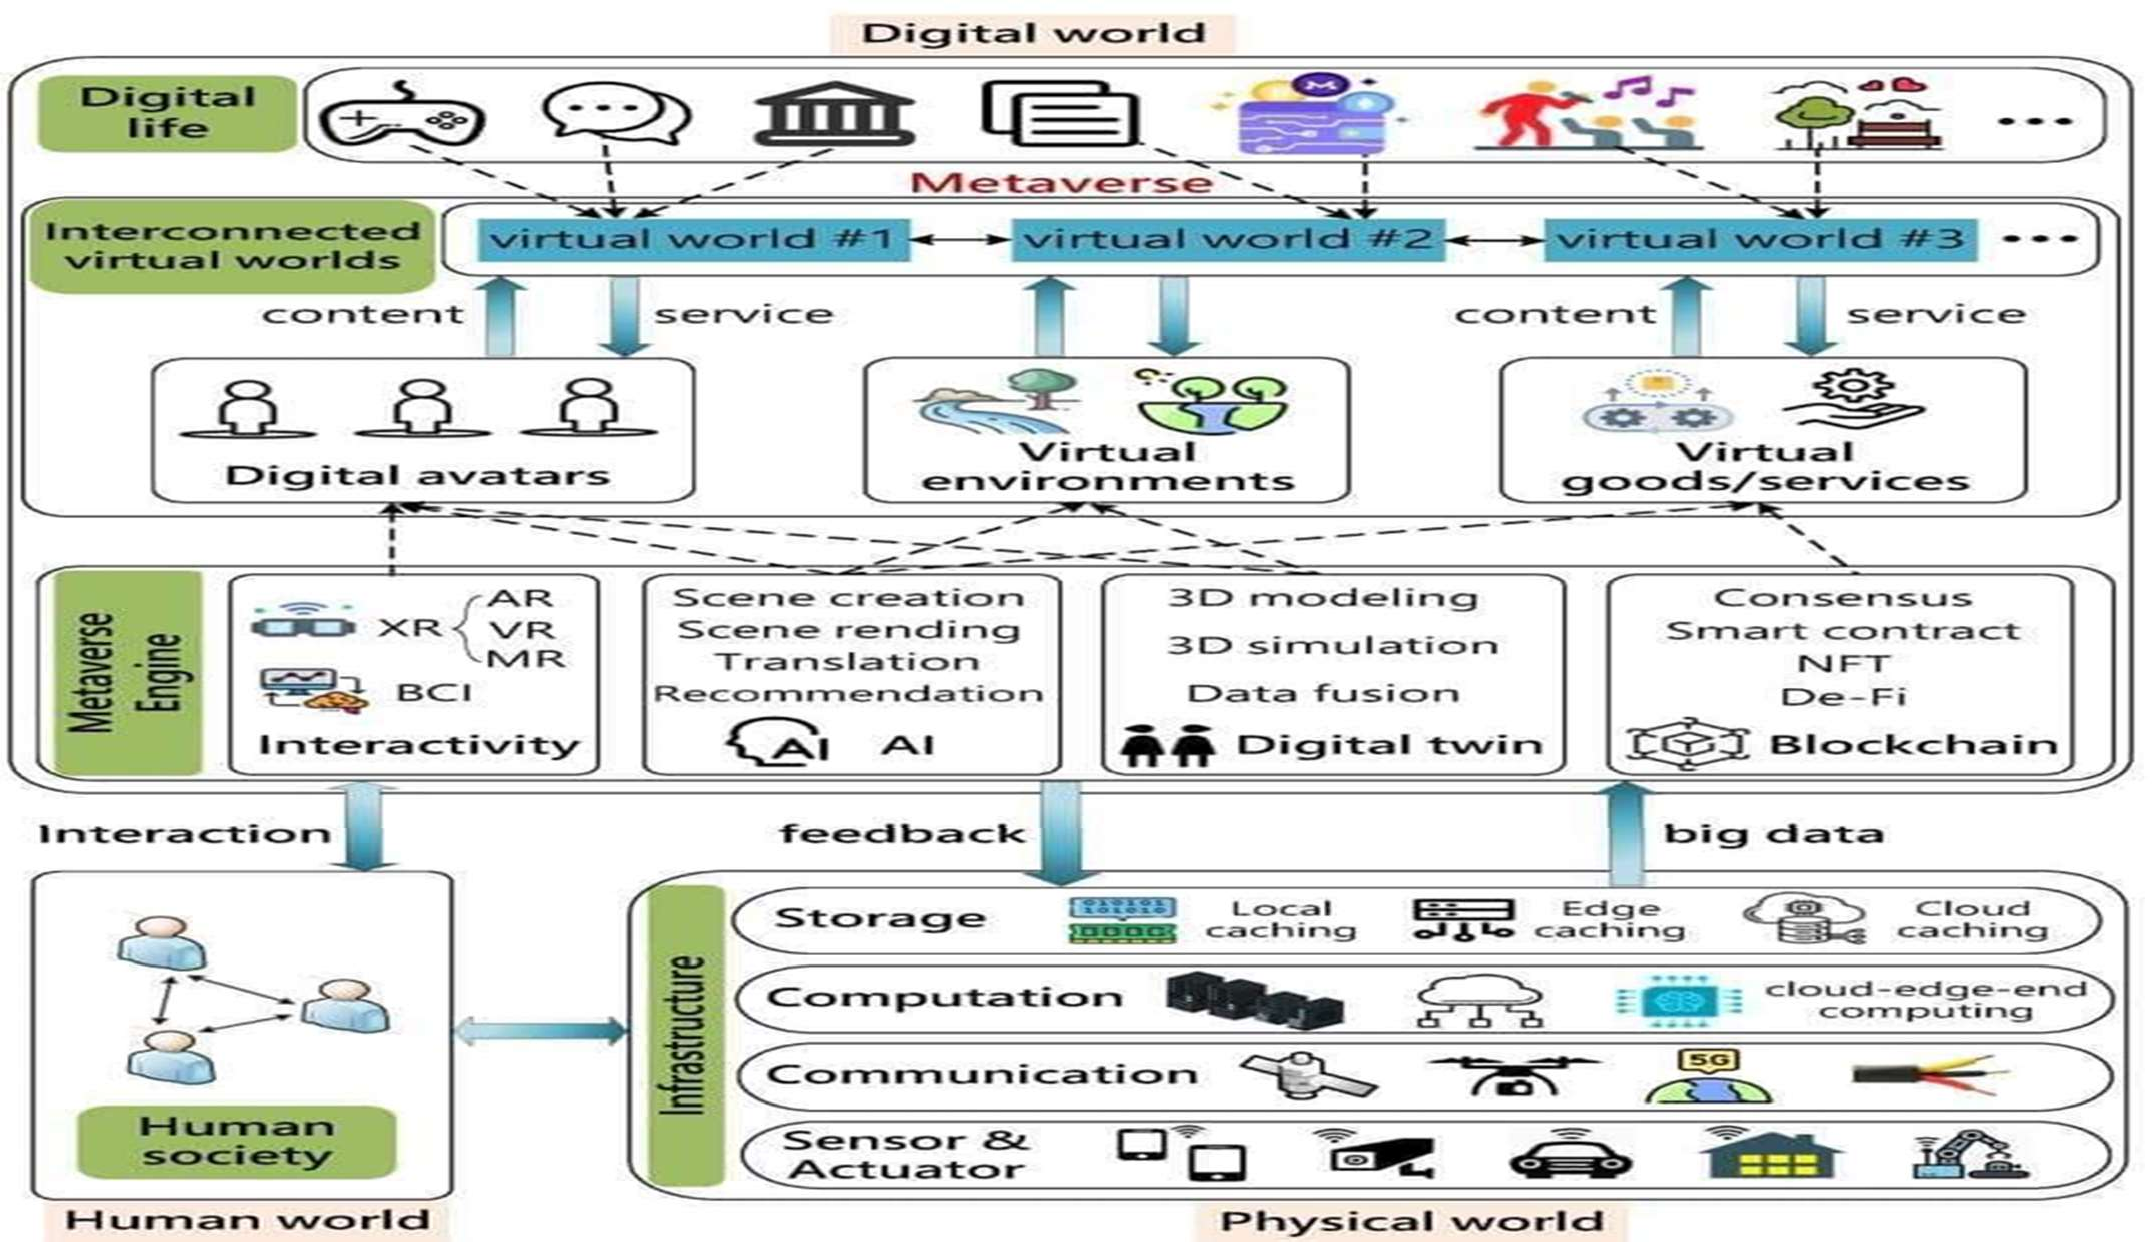 Digital world
Digital
life
Metaverse
Interconnected
virtual worlds
virtual world #1
virtual world #2
virtual world #3
content
service
content
service
Digital avatars
Virtual
environments
Virtual
goods/services
Metaverse
Engine
XR
AR
VR
MR
BCI
Interactivity
Scene creation
Scene rending
Translation
Recommendation
AI
AI
3D modeling
3D simulation
Data fusion
Digital twin
Consensus
Smart contract
NFT
De-Fi
Blockchain
Interaction
feedback
big data
Human
society
Human world
Infrastructure
Storage
010101
101010
Local
caching
Edge
caching
Cloud
caching
Computation
cloud-edge-end
computing
Communication
5G
Sensor &
Actuator
Physical world